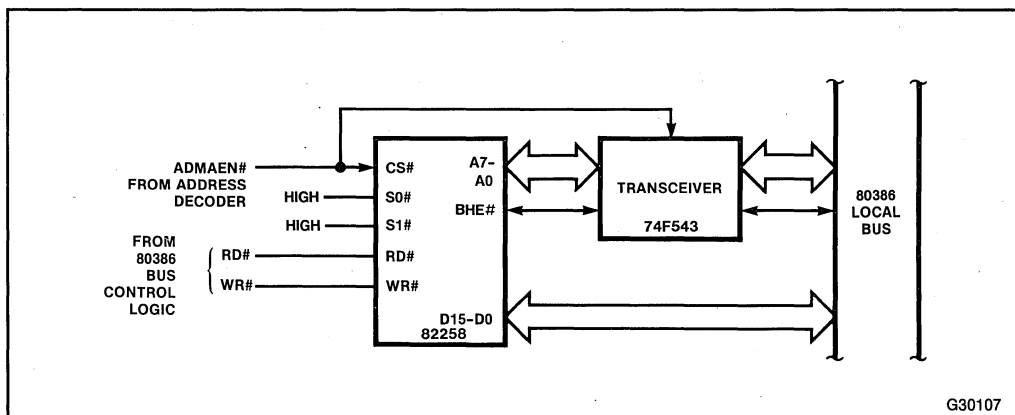 ADMAEN#
FROM ADDRESS
DECODER
HIGH
HIGH
FROM
80386
BUS
CONTROL
LOGIC
RD#
WR#
CS#
S0#
S1#
RD#
WR#
A7-
A0
BHE#
D15-D0
82258
TRANSCEIVER
74F543
80386
LOCAL
BUS
G30107